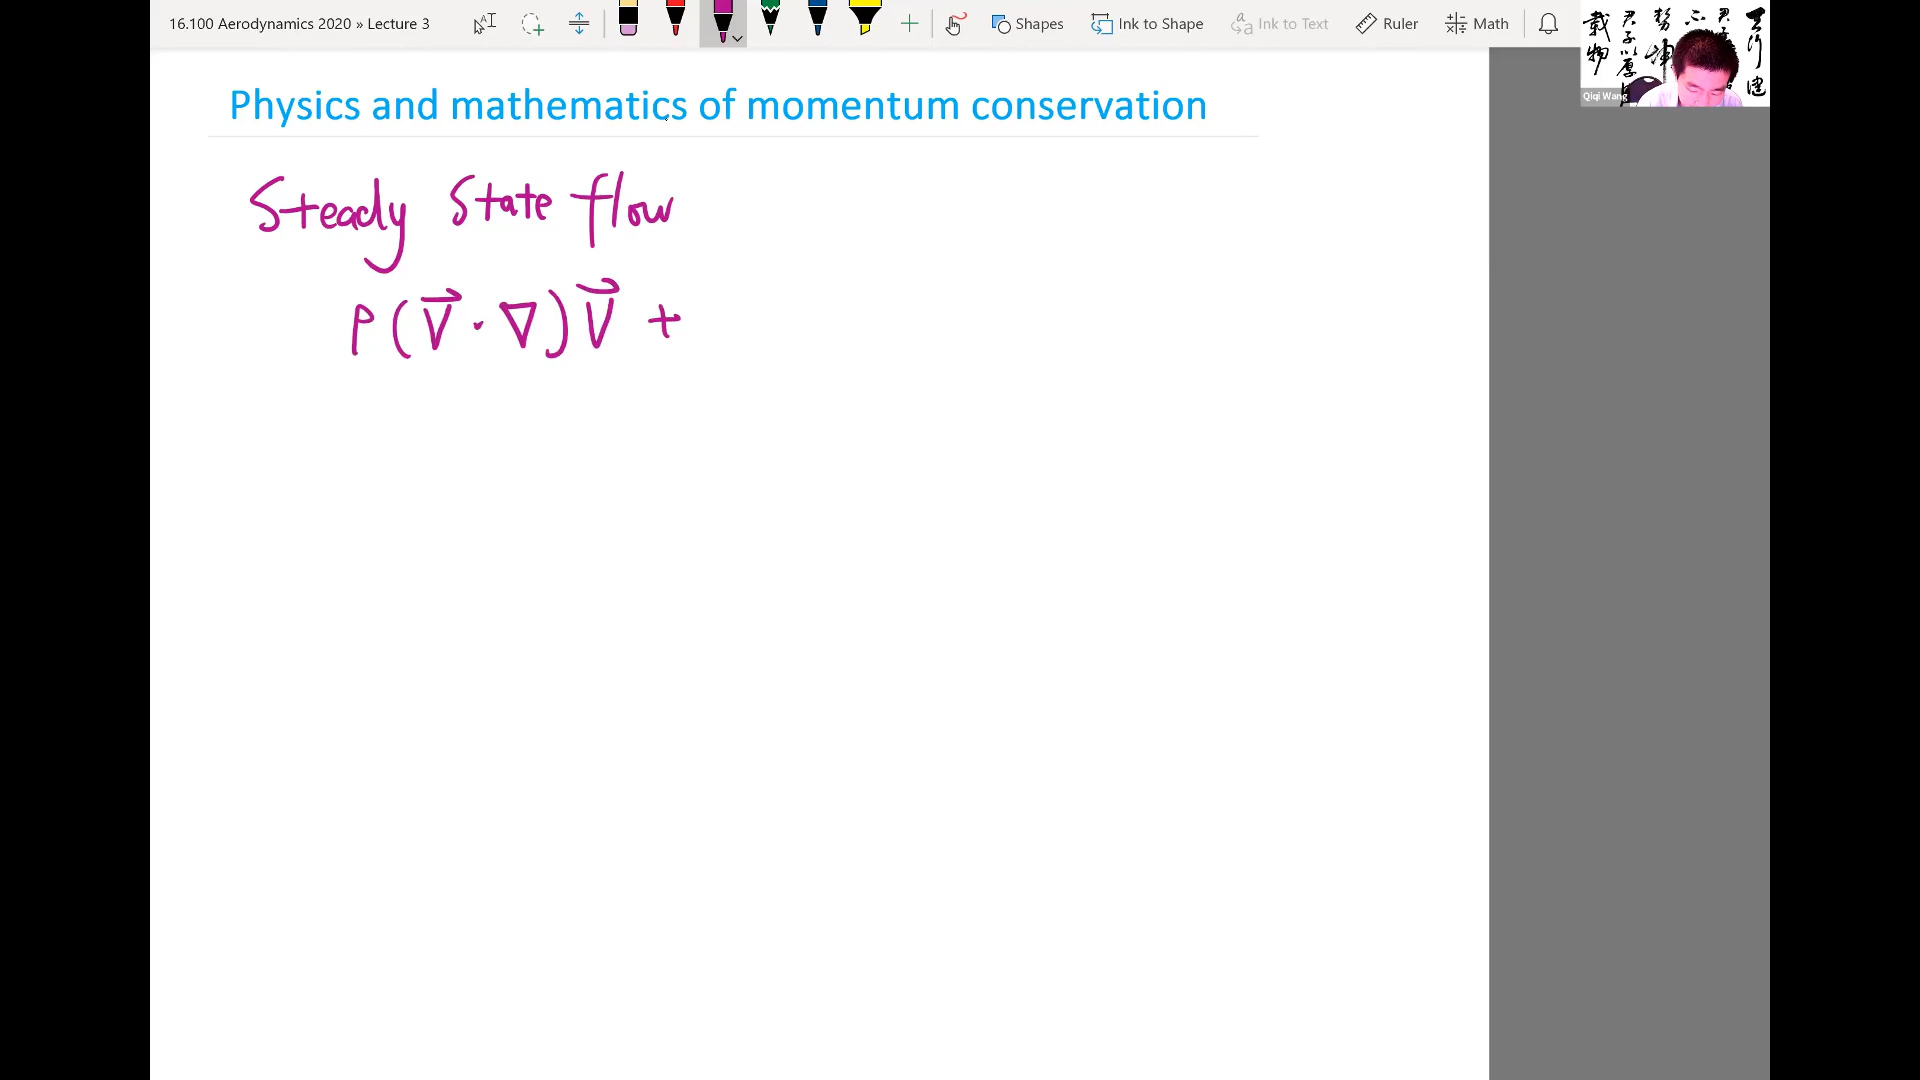 16.100 Aerodynamics 2020 » Lecture 3
Shapes
Ink to Shape
Ink to Text
Ruler
Math
Qiqi Wang
Physics and mathematics of momentum conservation
Steady State flow
ρ(V⃗ · ∇)V⃗ +